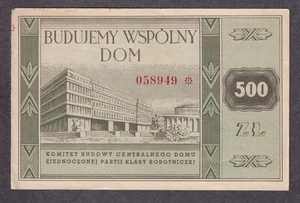 BUDUJEMY WSPÓLNY
DOM
058949 *
500
ZŁ
KOMITET BUDOWY CENTRALNEGO DOMU
ZJEDNOCZONEJ PARTII KLASY ROBOTNICZEJ